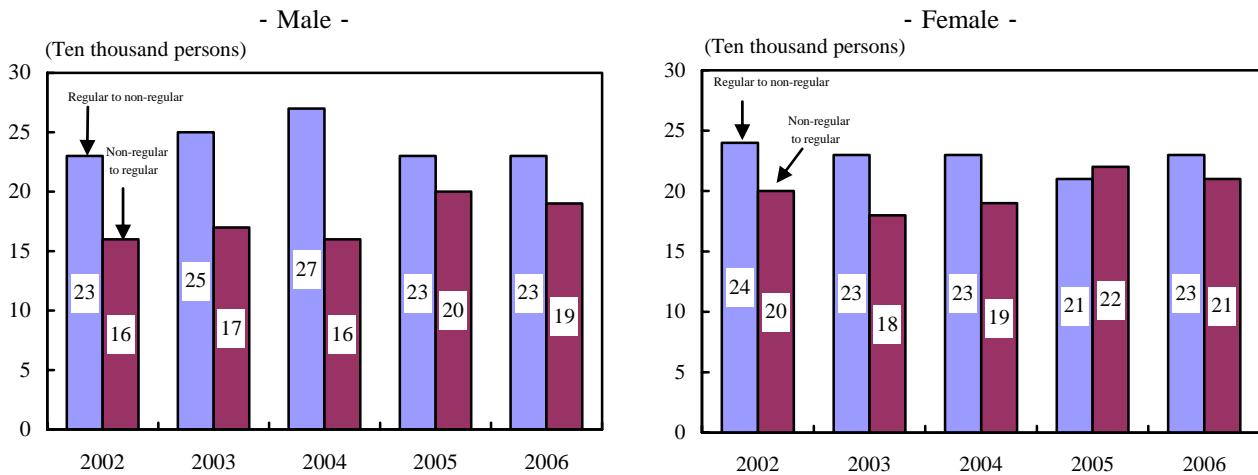 - Male -
(Ten thousand persons)
30
25
20
15
10
5
0
Regular to non-regular
Non-regular
to regular
23
16
25
17
27
16
23
20
23
19
2002 2003 2004 2005 2006
- Female -
(Ten thousand persons)
30
25
20
15
10
5
0
Regular to non-regular
Non-regular
to regular
24
20
23
18
23
19
21
22
23
21
2002 2003 2004 2005 2006